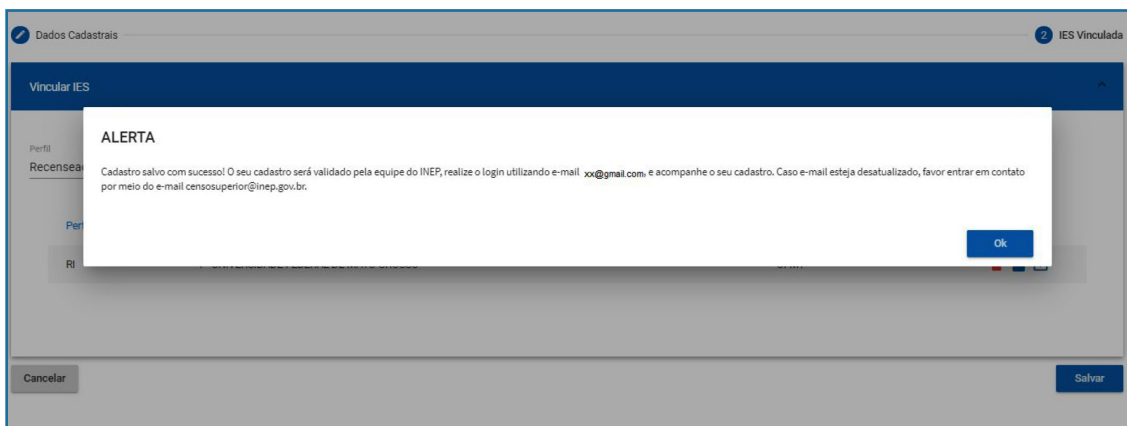 Dados Cadastrais
2 IES Vinculada
Vincular IES
ALERTA
Perfil
Cadastro salvo com sucesso! O seu cadastro será validado pela equipe do INEP, realize o login utilizando e-mail xx@gmail.com, e acompanhe o seu cadastro. Caso e-mail esteja desatualizado, favor entrar em contato
por meio do e-mail censosuperior@inep.gov.br.
Ok
RI
Cancelar
Salvar